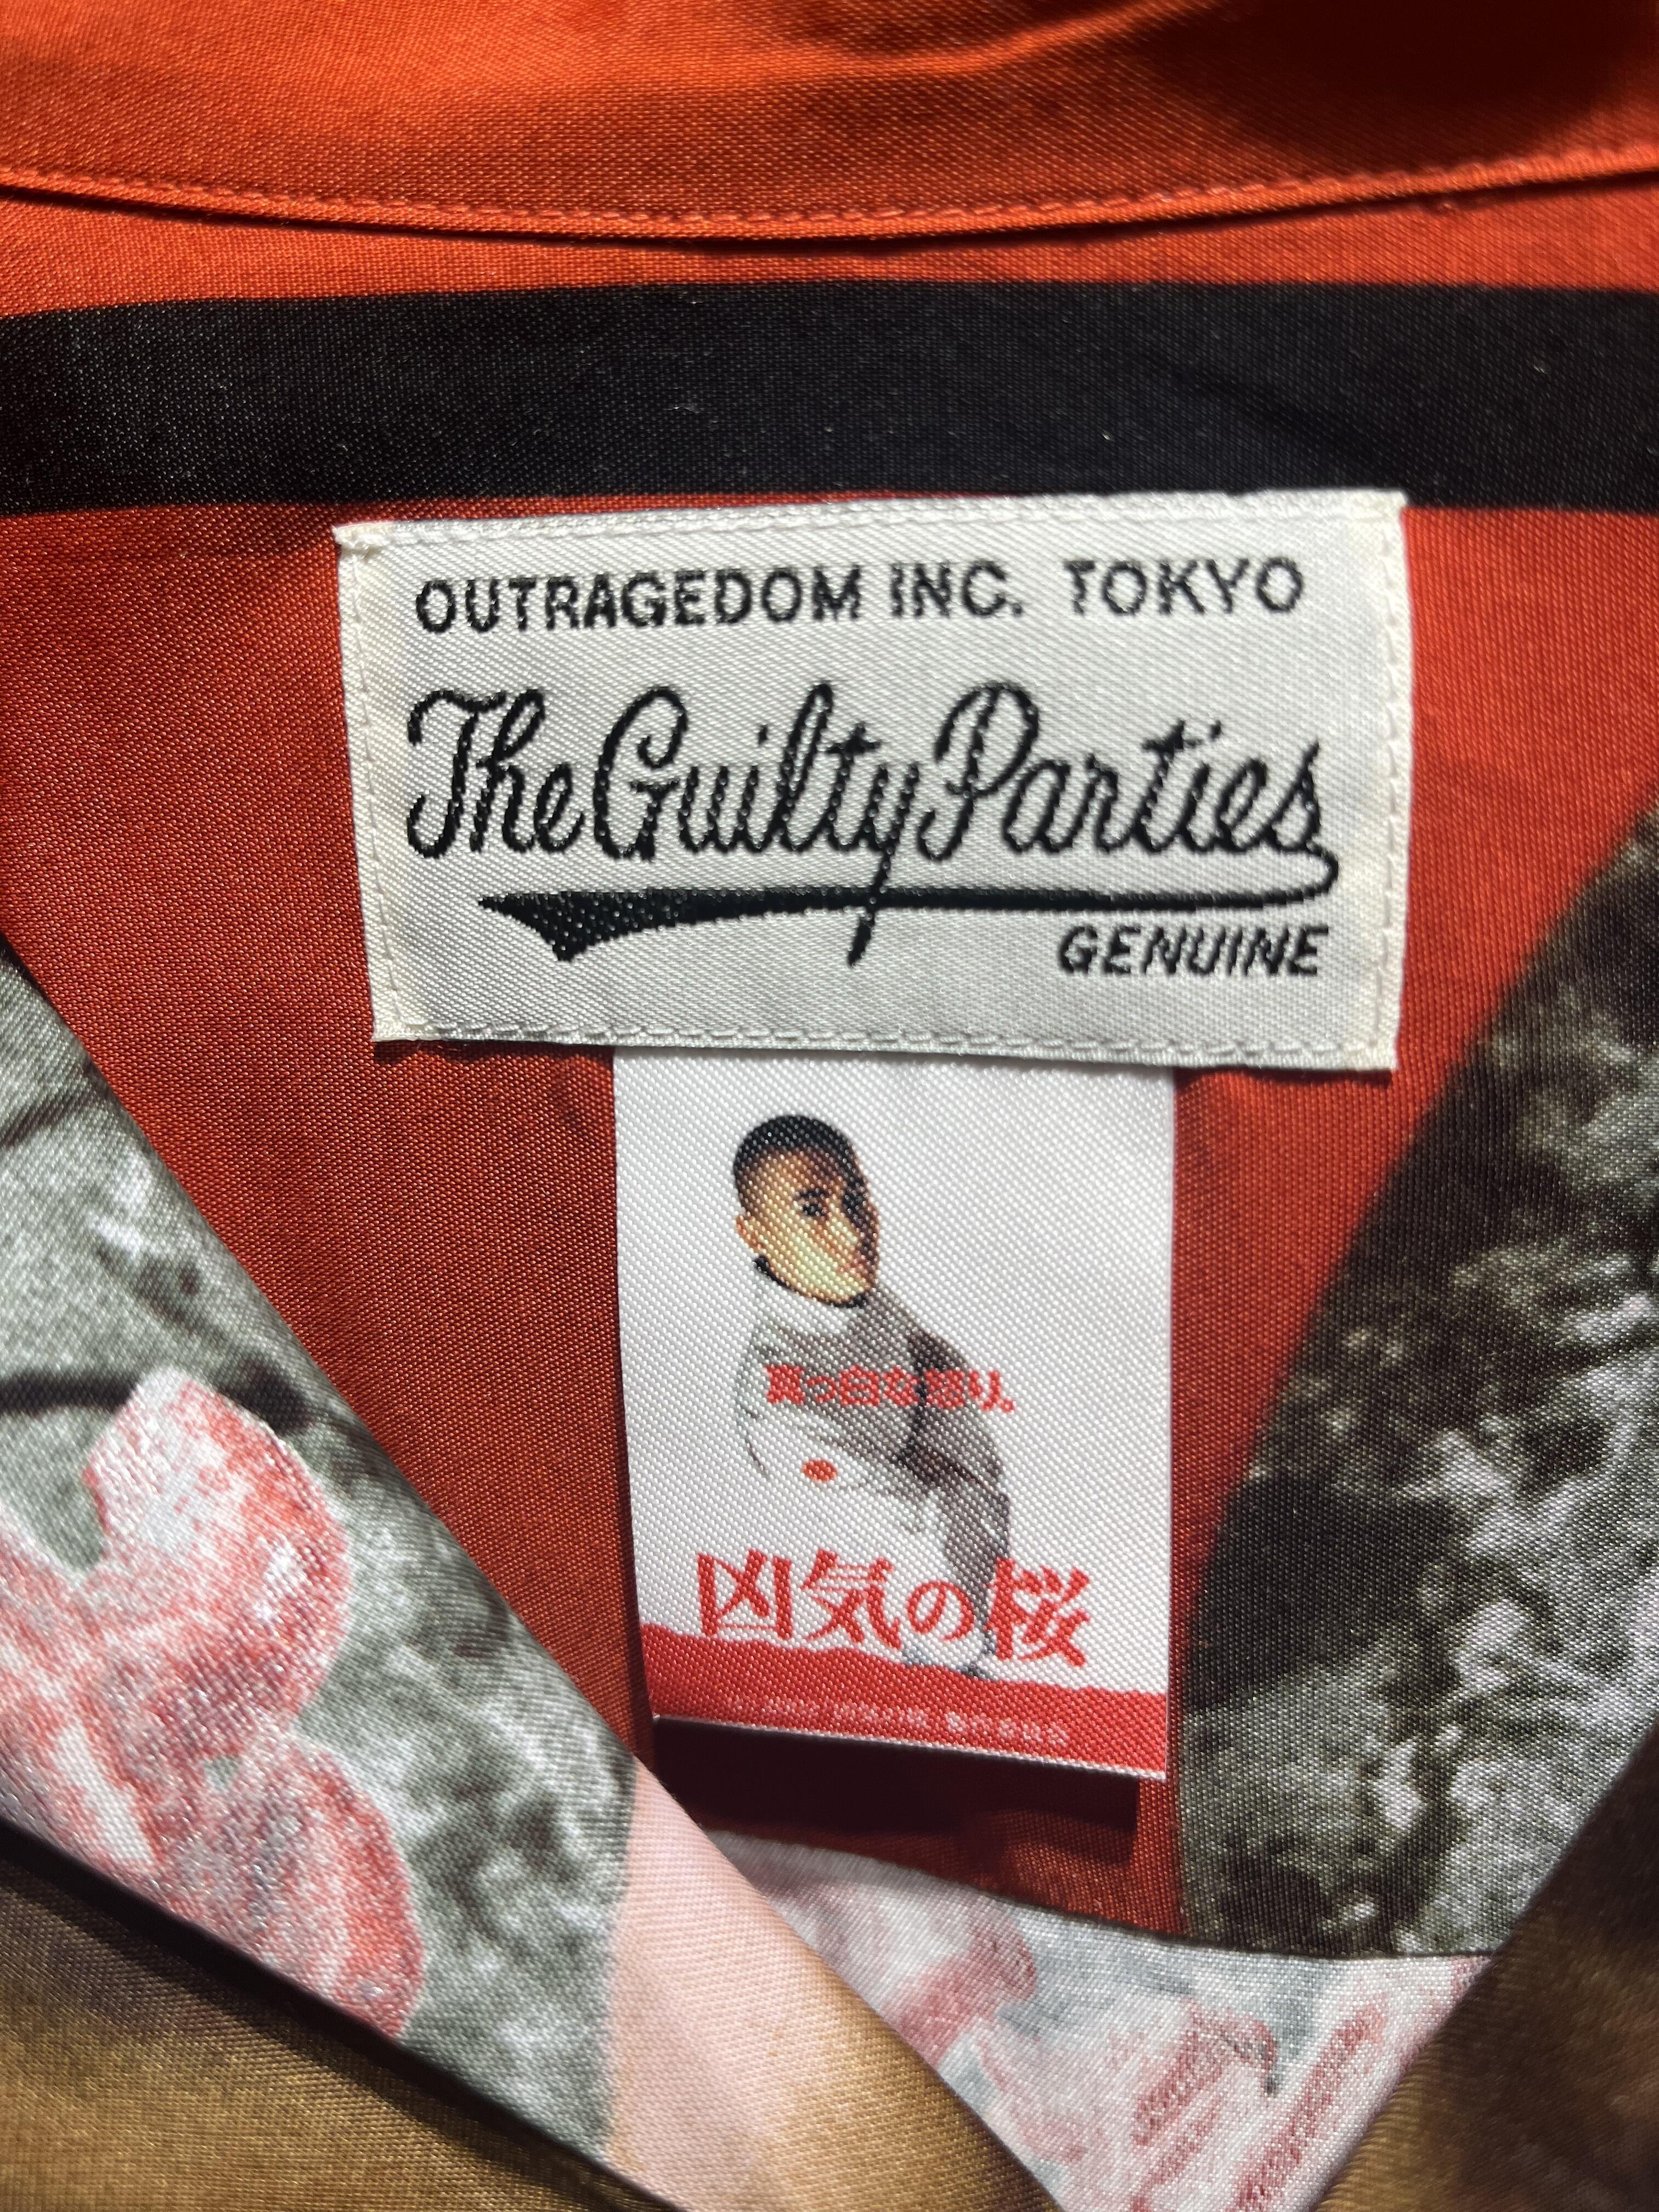 OUTRAGEDOM INC. TOKYO
The Guilty Parties
GENUINE
真っ白な怒り。
凶気の桜